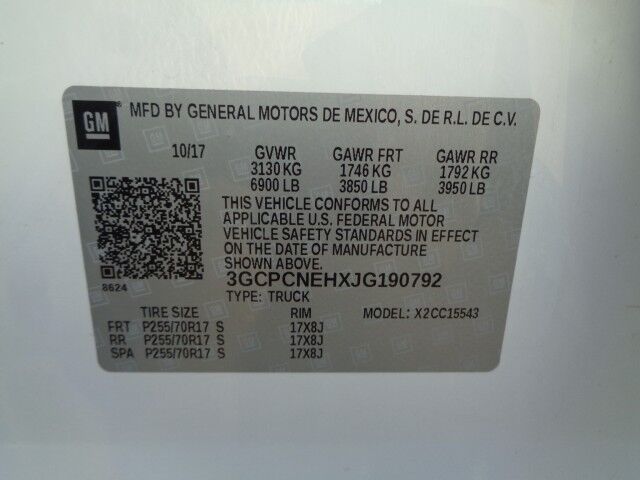 GM MFD BY GENERAL MOTORS DE MEXICO, S. DE R.L. DE C.V.
10/17 GVWR GAWR FRT GAWR RR
3130 KG 1746 KG 1792 KG
6900 LB 3850 LB 3950 LB
THIS VEHICLE CONFORMS TO ALL
APPLICABLE U.S. FEDERAL MOTOR
VEHICLE SAFETY STANDARDS IN EFFECT
ON THE DATE OF MANUFACTURE
SHOWN ABOVE.
8624
3GCPCNEHXJG190792
TYPE: TRUCK
TIRE SIZE RIM MODEL: X2CC15543
FRT P255/70R17 S 17X8J
RR P255/70R17 S 17X8J
SPA P255/70R17 S 17X8J